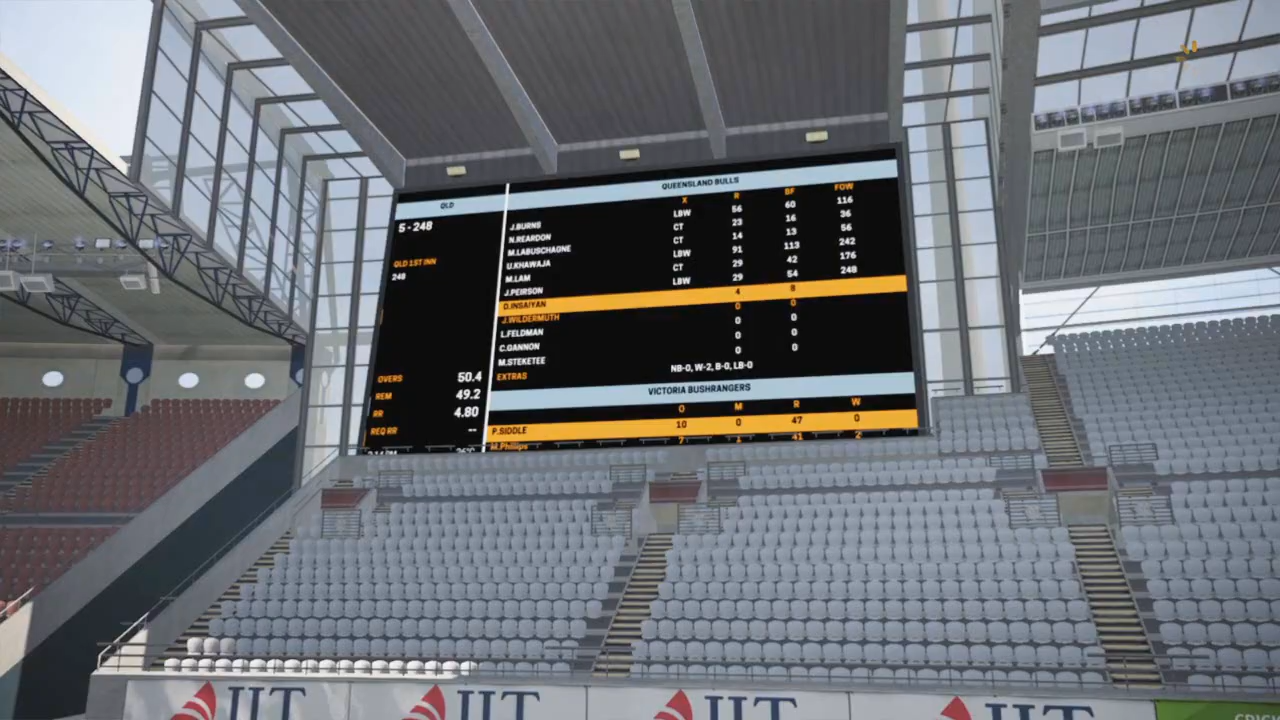 QLD
5 - 248
QLD 1ST INN
248
OVERS 50.4
REM 49.2
RR 4.80
REQ RR --
QUEENSLAND BULLS
X R BF FOW
J.BURNS LBW 56 60 116
N.REARDON CT 23 16 36
M.LABUSCHAGNE CT 14 13 56
U.KHAWAJA LBW 91 113 242
M.LAM CT 29 42 176
J.PEIRSON LBW 29 54 248
O.INSAIYAN 4 8
J.WILDERMUTH 0 0
L.FELDMAN 0 0
C.GANNON 0 0
M.STEKETEE 0 0
EXTRAS NB-0, W-2, B-0, LB-0
VICTORIA BUSHRANGERS
O M R W
P.SIDDLE 10 0 47 0
M.Phillips 7 1 41 2